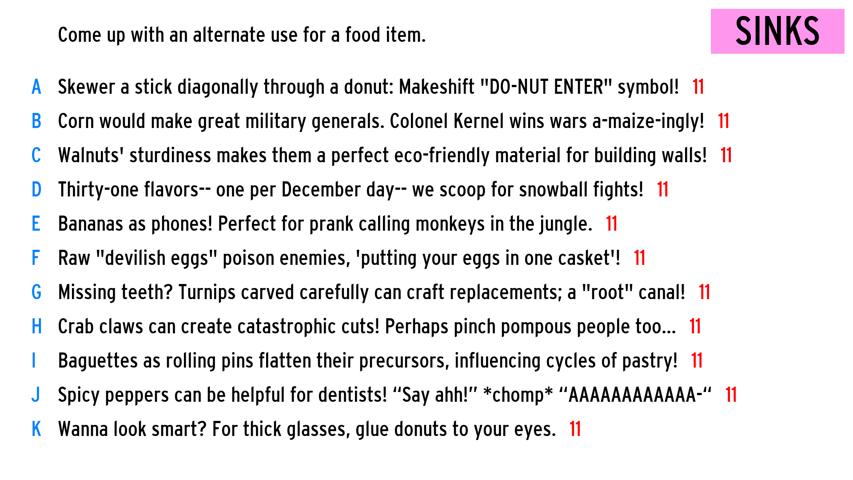 Come up with an alternate use for a food item.
SINKS
A Skewer a stick diagonally through a donut: Makeshift "DO-NUT ENTER" symbol! 11
B Corn would make great military generals. Colonel Kernel wins wars a-maize-ingly! 11
C Walnuts' sturdiness makes them a perfect eco-friendly material for building walls! 11
D Thirty-one flavors-- one per December day-- we scoop for snowball fights! 11
E Bananas as phones! Perfect for prank calling monkeys in the jungle. 11
F Raw "devilish eggs" poison enemies, 'putting your eggs in one casket'! 11
G Missing teeth? Turnips carved carefully can craft replacements; a "root" canal! 11
H Crab claws can create catastrophic cuts! Perhaps pinch pompous people too... 11
I Baguettes as rolling pins flatten their precursors, influencing cycles of pastry! 11
J Spicy peppers can be helpful for dentists! “Say ahh!” *chomp* “AAAAAAAAAAAA-“ 11
K Wanna look smart? For thick glasses, glue donuts to your eyes. 11